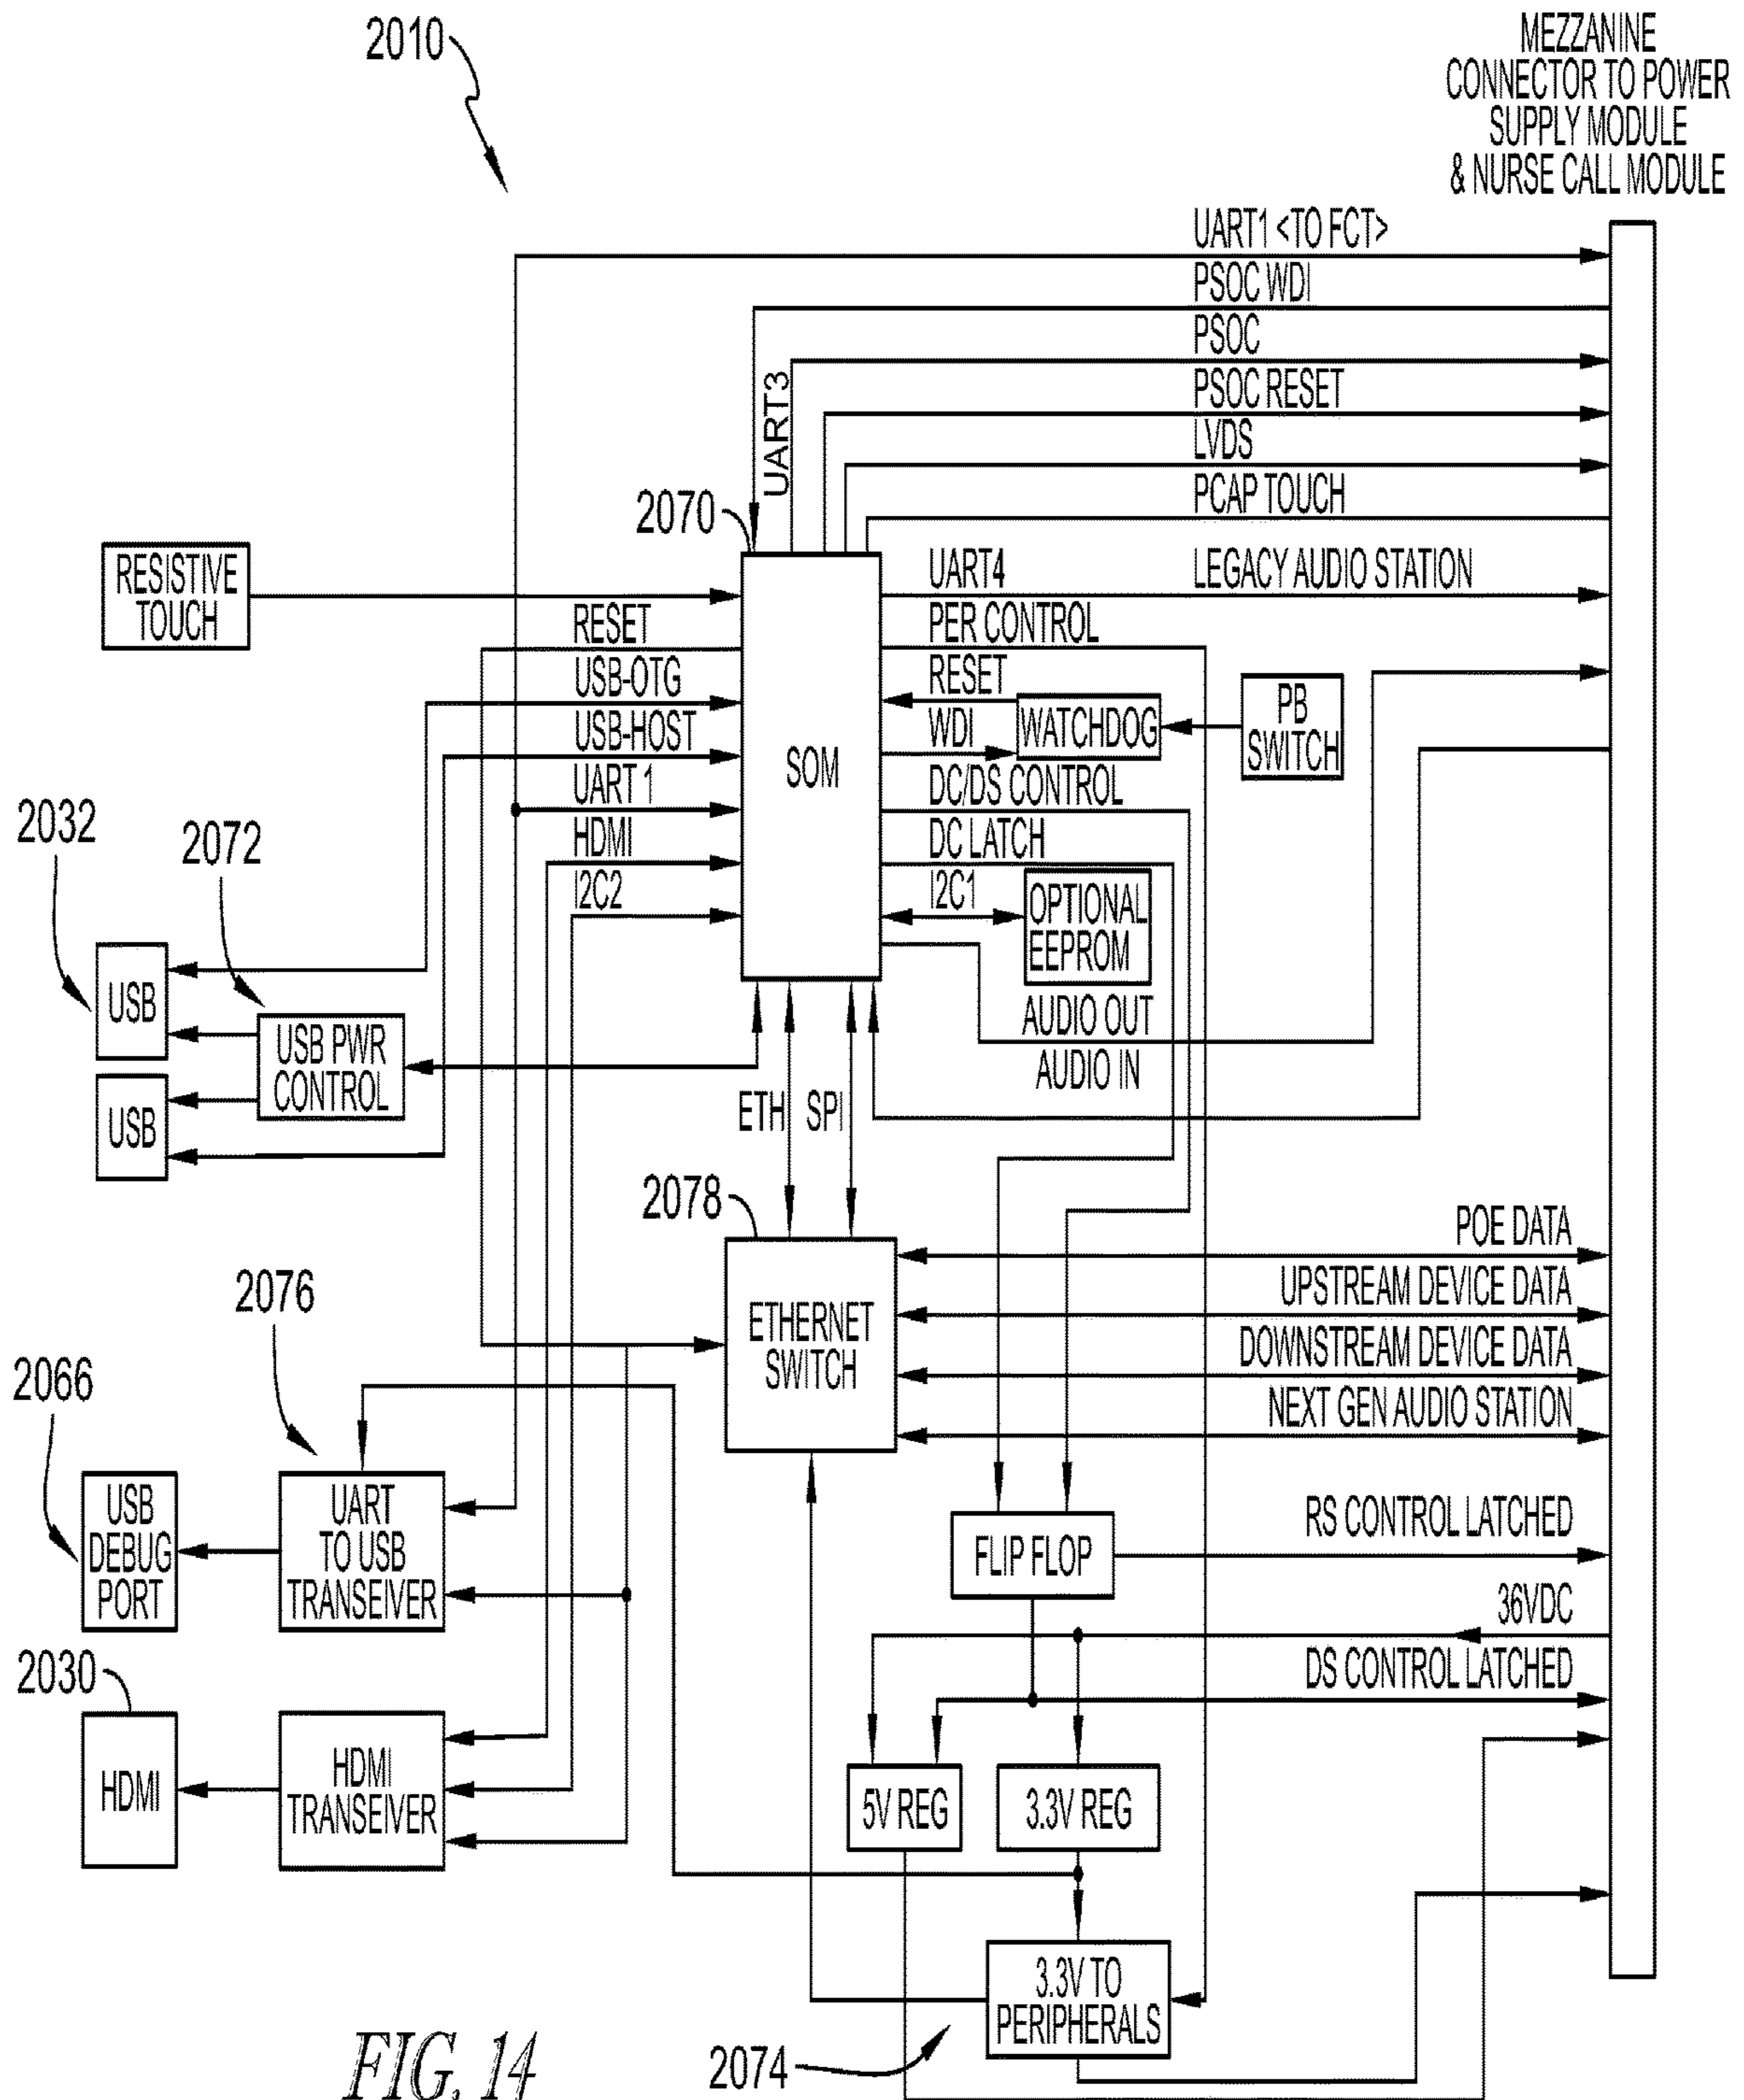 2010
MEZZANINE
CONNECTOR TO POWER
SUPPLY MODULE
& NURSE CALL MODULE
UART1 <TO FCT>
PSOC WDI
PSOC
PSOC RESET
LVDS
PCAP TOUCH
UART3
2070
RESISTIVE
TOUCH
UART4
LEGACY AUDIO STATION
RESET
PER CONTROL
USB-OTG
RESET
USB-HOST
WDI
WATCHDOG
PB
SWITCH
SOM
UART 1
DC/DS CONTROL
HDMI
DC LATCH
I2C2
I2C1
OPTIONAL
EEPROM
2032
2072
USB
USB PWR
CONTROL
USB
AUDIO OUT
AUDIO IN
ETH
SPI
2078
ETHERNET
SWITCH
POE DATA
UPSTREAM DEVICE DATA
DOWNSTREAM DEVICE DATA
NEXT GEN AUDIO STATION
2076
2066
USB
DEBUG
PORT
UART
TO USB
TRANSEIVER
FLIP FLOP
RS CONTROL LATCHED
36VDC
DS CONTROL LATCHED
2030
HDMI
HDMI
TRANSEIVER
5V REG
3.3V REG
3.3V TO
PERIPHERALS
2074
FIG. 14